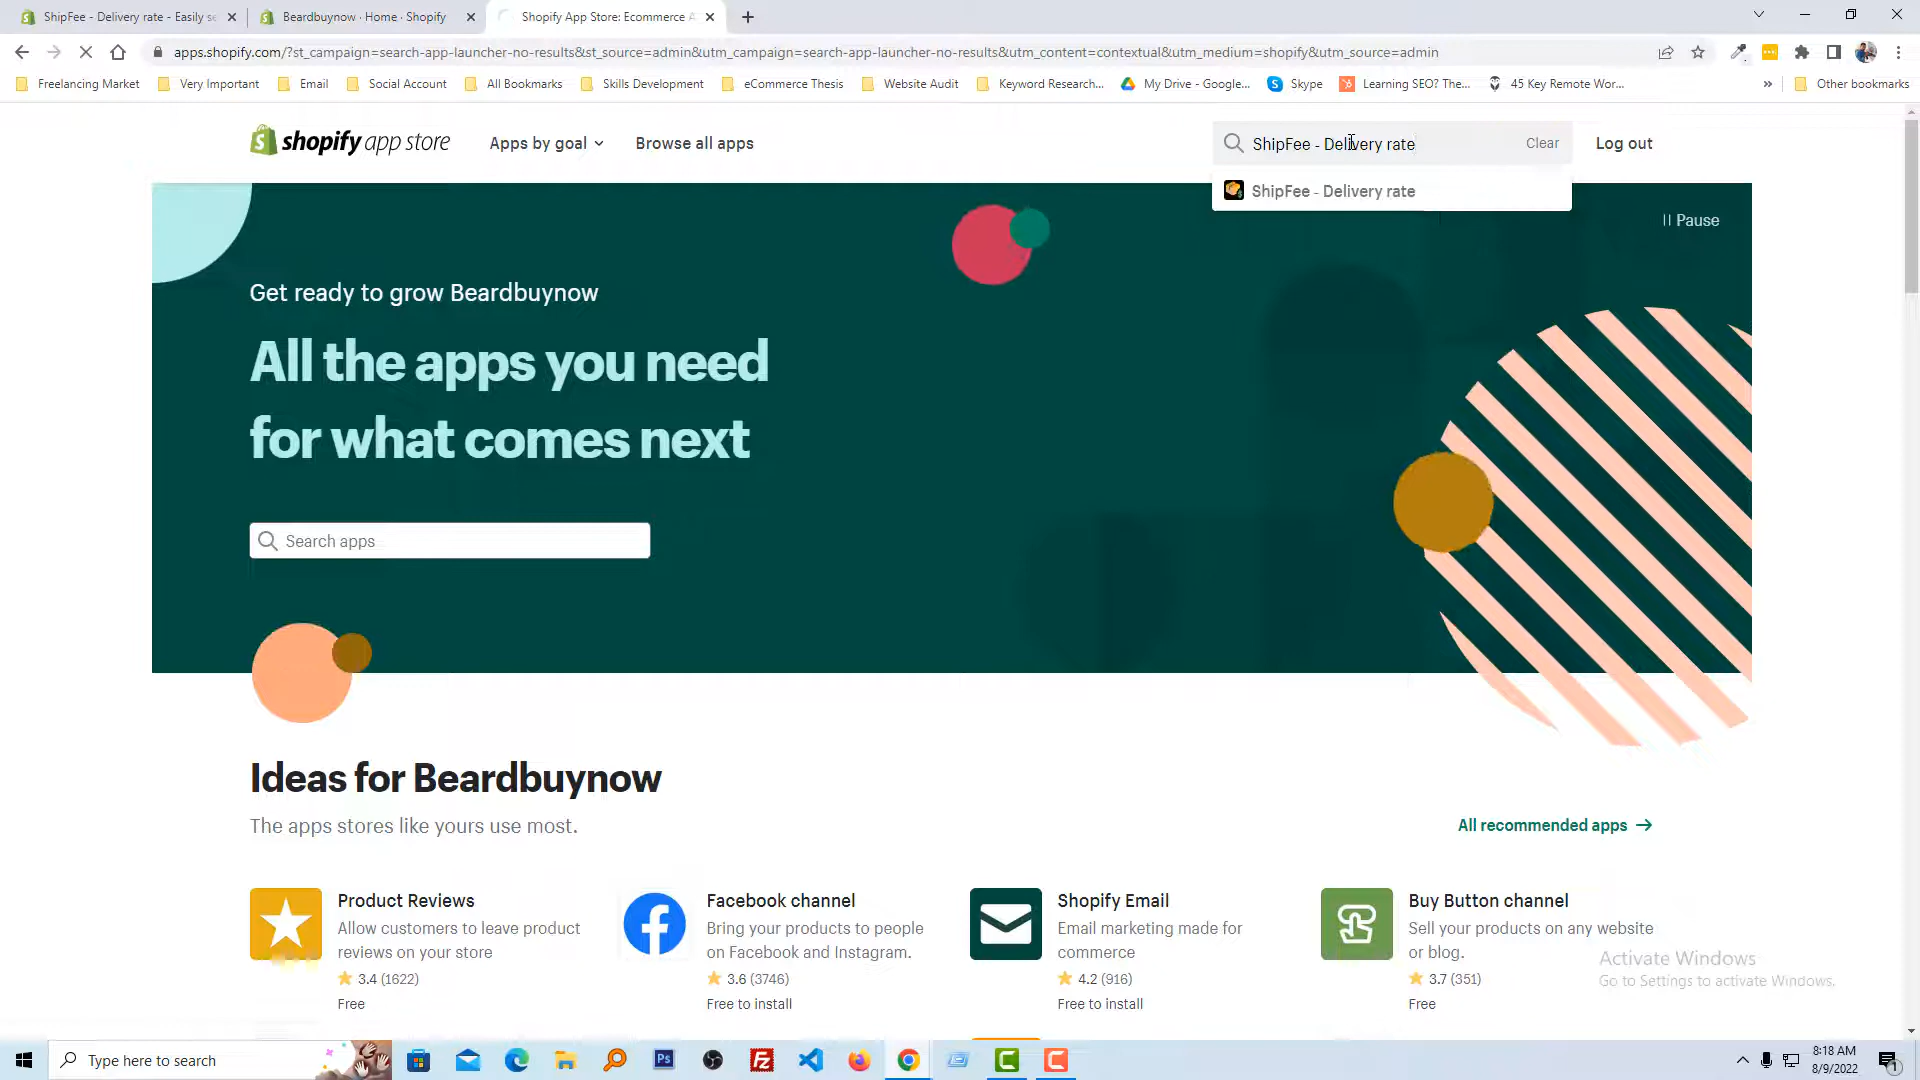 ShipFee - Delivery rate - Easily se
Beardbuynow · Home · Shopify
Shopify App Store: Ecommerce A
apps.shopify.com/?st_campaign=search-app-launcher-no-results&st_source=admin&utm_campaign=search-app-launcher-no-results&utm_content=contextual&utm_medium=shopify&utm_source=admin
Freelancing Market
Very Important
Email
Social Account
All Bookmarks
Skills Development
eCommerce Thesis
Website Audit
Keyword Research...
My Drive - Google...
Skype
Learning SEO? The...
45 Key Remote Wor...
»
Other bookmarks
shopify app store
Apps by goal
Browse all apps
ShipFee - Delivery rate
Clear
Log out
ShipFee - Delivery rate
Pause
Get ready to grow Beardbuynow
All the apps you need
for what comes next
Search apps
Ideas for Beardbuynow
The apps stores like yours use most.
All recommended apps →
Product Reviews
Allow customers to leave product
reviews on your store
3.4 (1622)
Free
Facebook channel
Bring your products to people
on Facebook and Instagram.
3.6 (3746)
Free to install
Shopify Email
Email marketing made for
commerce
4.2 (916)
Free to install
Buy Button channel
Sell your products on any website
or blog.
3.7 (351)
Free
Activate Windows
Go to Settings to activate Windows.
Type here to search
Ps
8:18 AM
8/9/2022
1